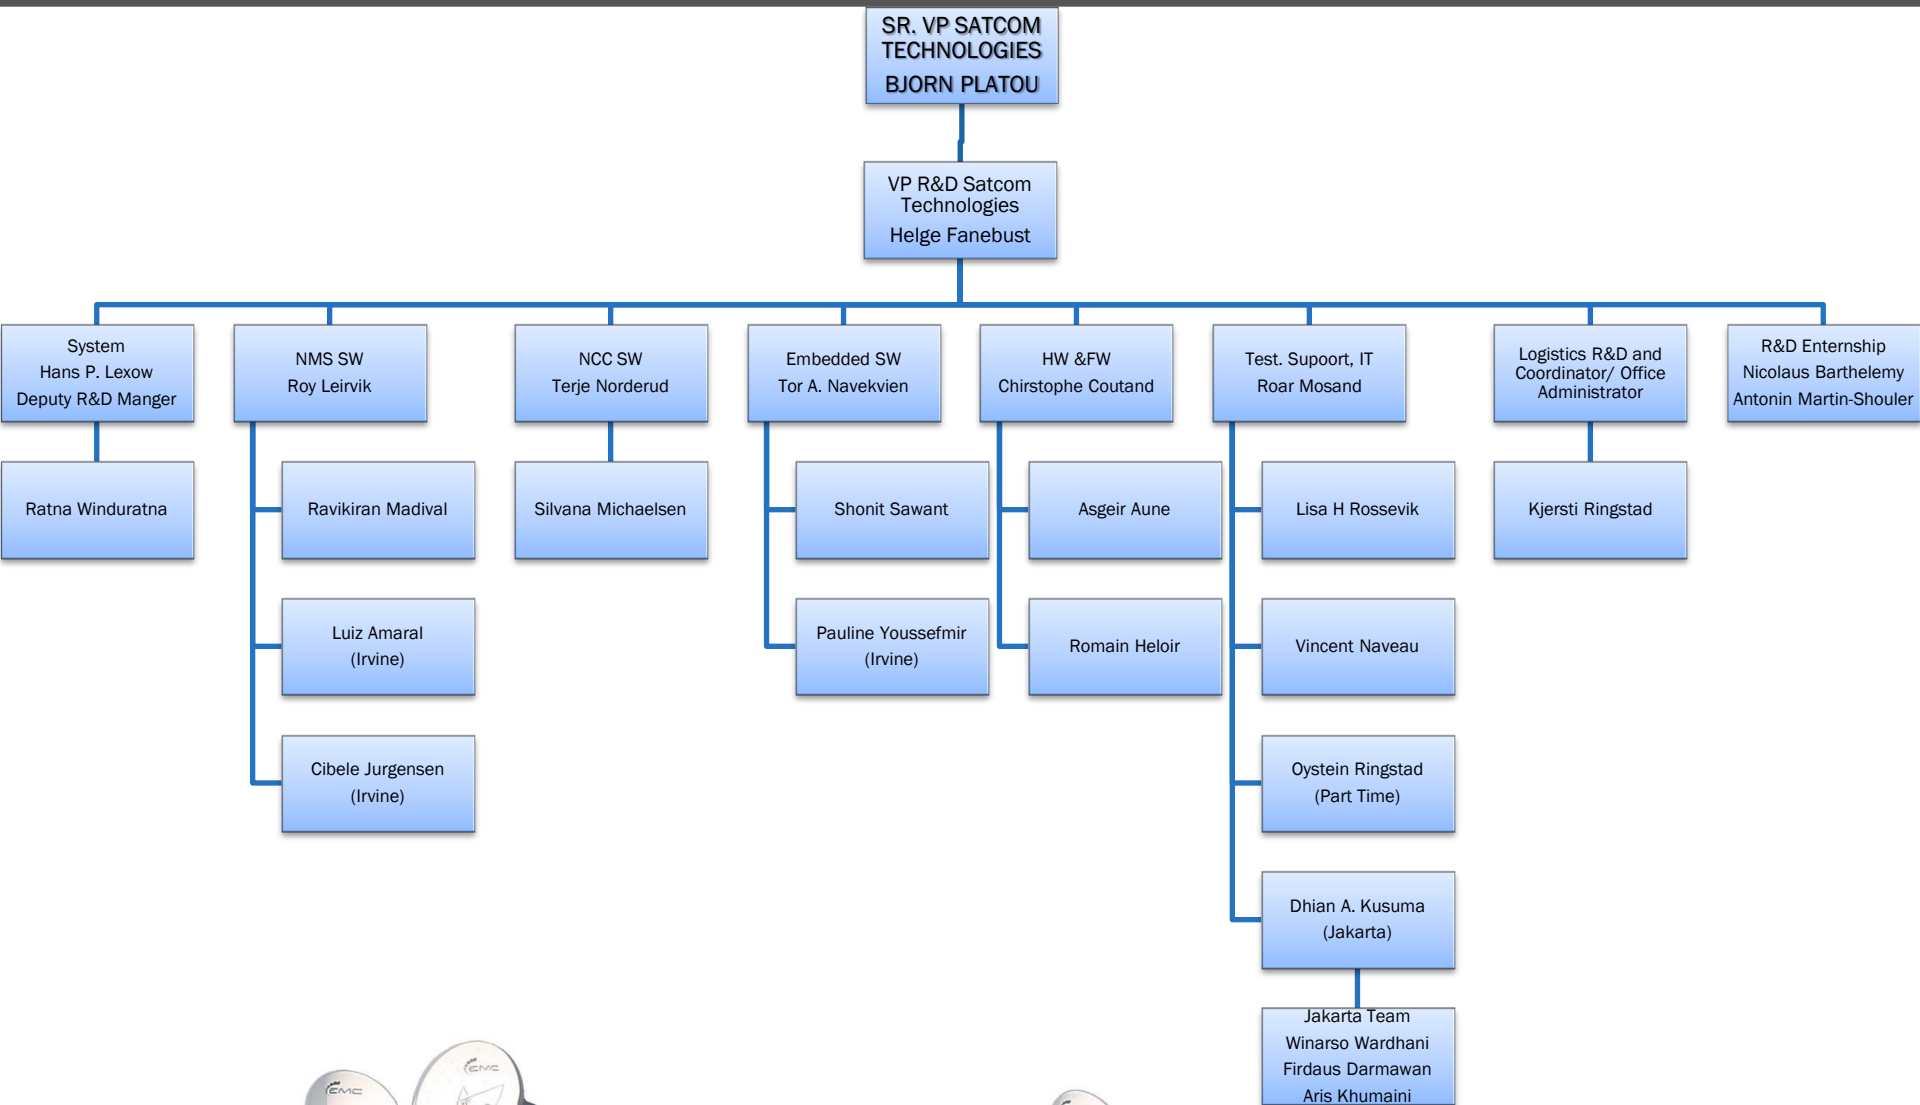 SR. VP SATCOM
TECHNOLOGIES
BJORN PLATOU
VP R&D Satcom
Technologies
Helge Fanebust
System
Hans P. Lexow
Deputy R&D Manger
NMS SW
Roy Leirvik
NCC SW
Terje Norderud
Embedded SW
Tor A. Navekvien
HW &FW
Chirstophe Coutand
Test. Supoort, IT
Roar Mosand
Logistics R&D and
Coordinator/ Office
Administrator
R&D Enternship
Nicolaus Barthelemy
Antonin Martin-Shouler
Ratna Winduratna
Ravikiran Madival
Silvana Michaelsen
Shonit Sawant
Asgeir Aune
Lisa H Rossevik
Kjersti Ringstad
Luiz Amaral
(Irvine)
Pauline Youssefmir
(Irvine)
Romain Heloir
Vincent Naveau
Cibele Jurgensen
(Irvine)
Oystein Ringstad
(Part Time)
Dhian A. Kusuma
(Jakarta)
Jakarta Team
Winarso Wardhani
Firdaus Darmawan
Aris Khumaini
EMC
EMC